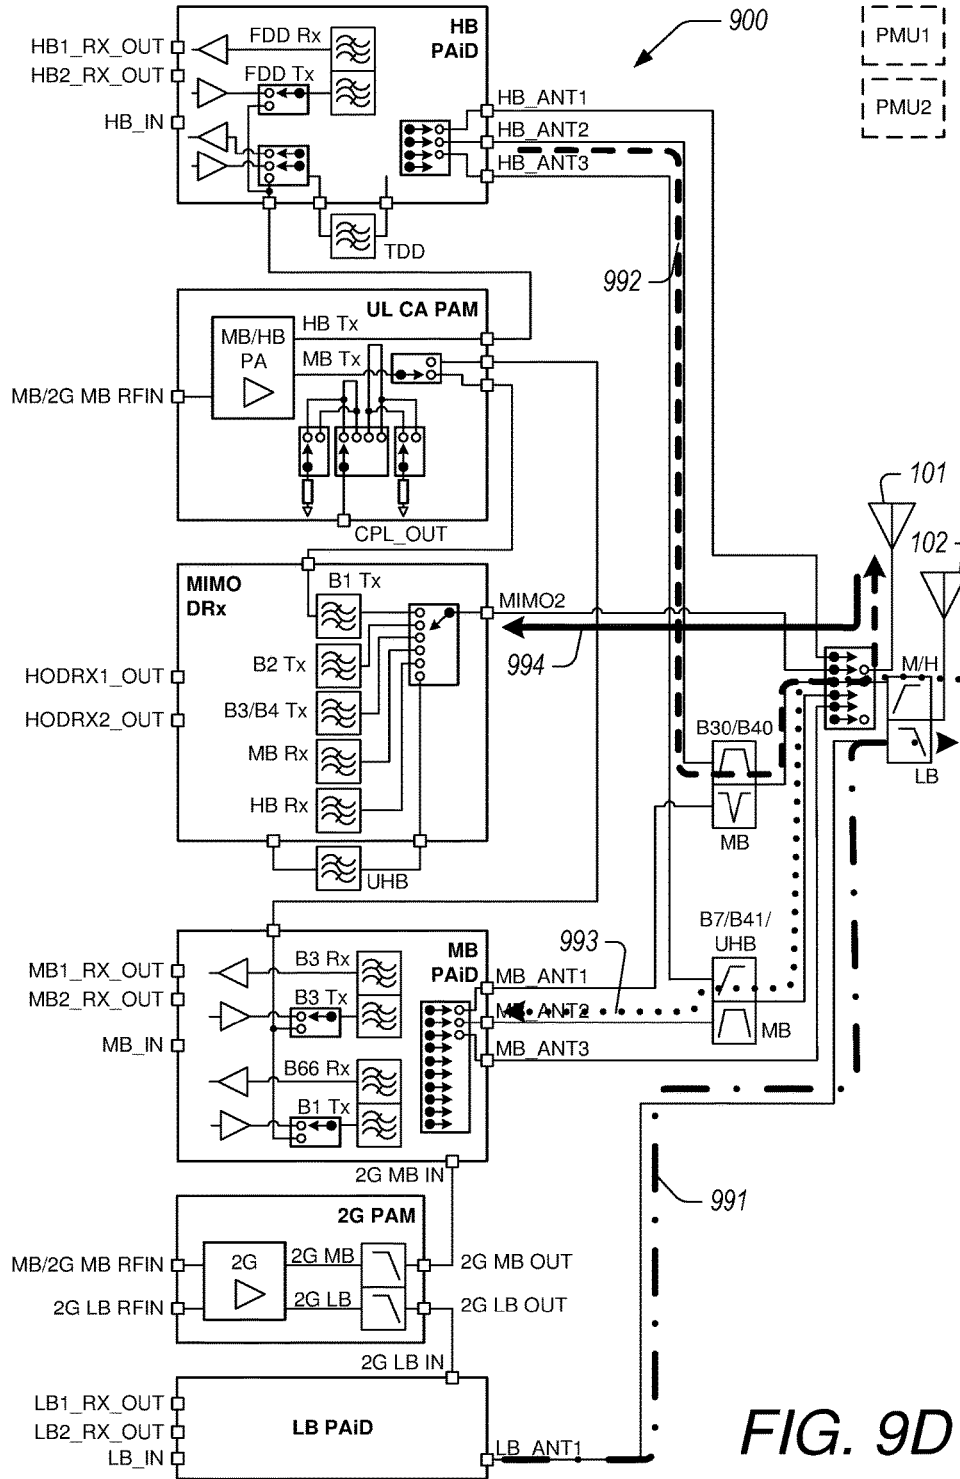 HB PAiD
900
PMU1
PMU2
HB1_RX_OUT
HB2_RX_OUT
HB_IN
FDD Rx
FDD Tx
HB_ANT1
HB_ANT2
HB_ANT3
TDD
992
UL CA PAM
MB/HB PA
HB Tx
MB Tx
MB/2G MB RFIN
CPL_OUT
101
102
MIMO DRx
B1 Tx
MIMO2
994
B2 Tx
HODRX1_OUT
HODRX2_OUT
B3/B4 Tx
MB Rx
HB Rx
UHB
M/H
LB
B30/B40
MB
B7/B41/
UHB
MB
993
MB PAiD
MB1_RX_OUT
MB2_RX_OUT
MB_IN
B3 Rx
B3 Tx
B66 Rx
B1 Tx
MB_ANT1
MB_ANT2
MB_ANT3
2G MB IN
991
2G PAM
MB/2G MB RFIN
2G LB RFIN
2G
2G MB
2G LB
2G MB OUT
2G LB OUT
2G LB IN
LB1_RX_OUT
LB2_RX_OUT
LB_IN
LB PAiD
LB_ANT1
FIG. 9D